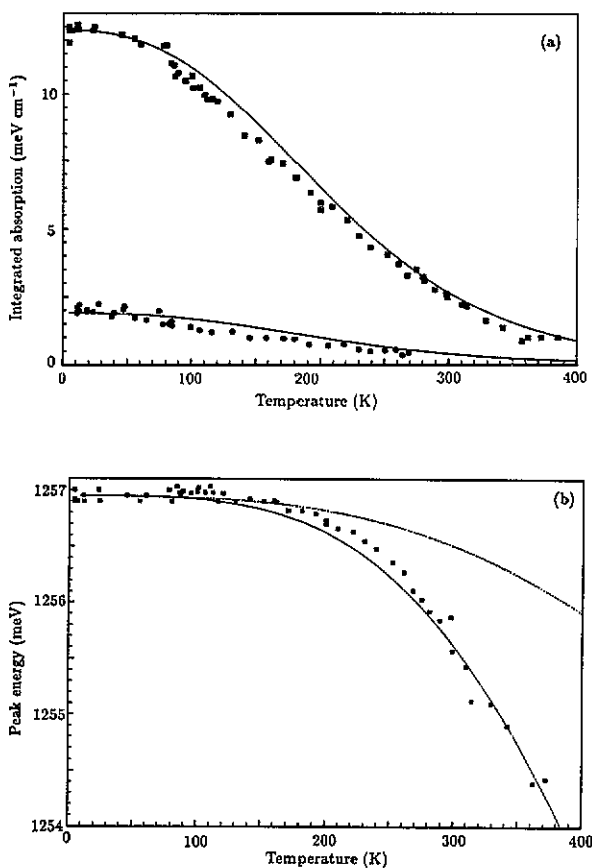 (a)
Integrated absorption (meV cm⁻¹)
10
5
0
0
100
200
300
400
Temperature (K)
(b)
Peak energy (meV)
1257
1256
1255
1254
0
100
200
300
400
Temperature (K)